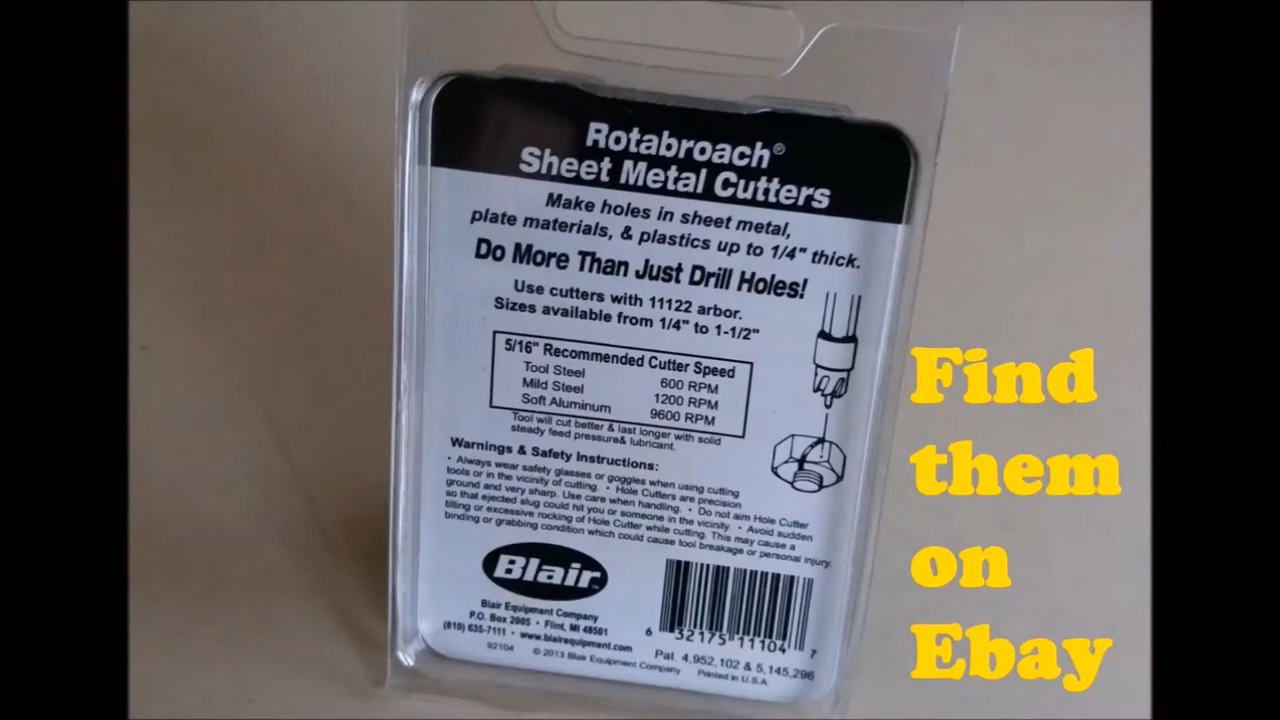 Rotabroach®
Sheet Metal Cutters
Make holes in sheet metal,
plate materials, & plastics up to 1/4" thick.
Do More Than Just Drill Holes!
Use cutters with 11122 arbor.
Sizes available from 1/4" to 1-1/2"
5/16" Recommended Cutter Speed
Tool Steel 600 RPM
Mild Steel 1200 RPM
Soft Aluminum 9600 RPM
Tool will cut better & last longer with solid
steady feed pressure& lubricant.
Warnings & Safety Instructions:
• Always wear safety glasses or goggles when using cutting
tools or in the vicinity of cutting. • Hole Cutters are precision
ground and very sharp. Use care when handling. • Do not aim Hole Cutter
so that ejected slug could hit you or someone in the vicinity. • Avoid sudden
tilting or excessive rocking of Hole Cutter while cutting. This may cause a
binding or grabbing condition which could cause tool breakage or personal injury.
Blair™
Blair Equipment Company
P.O. Box 2005 • Flint, MI 48501
(810) 635-7111 • www.blairequipment.com
92104 © 2013 Blair Equipment Company
6 32175 11104 7
Pat. 4,952,102 & 5,145,296
Printed in U.S.A.
Find
them
on
Ebay